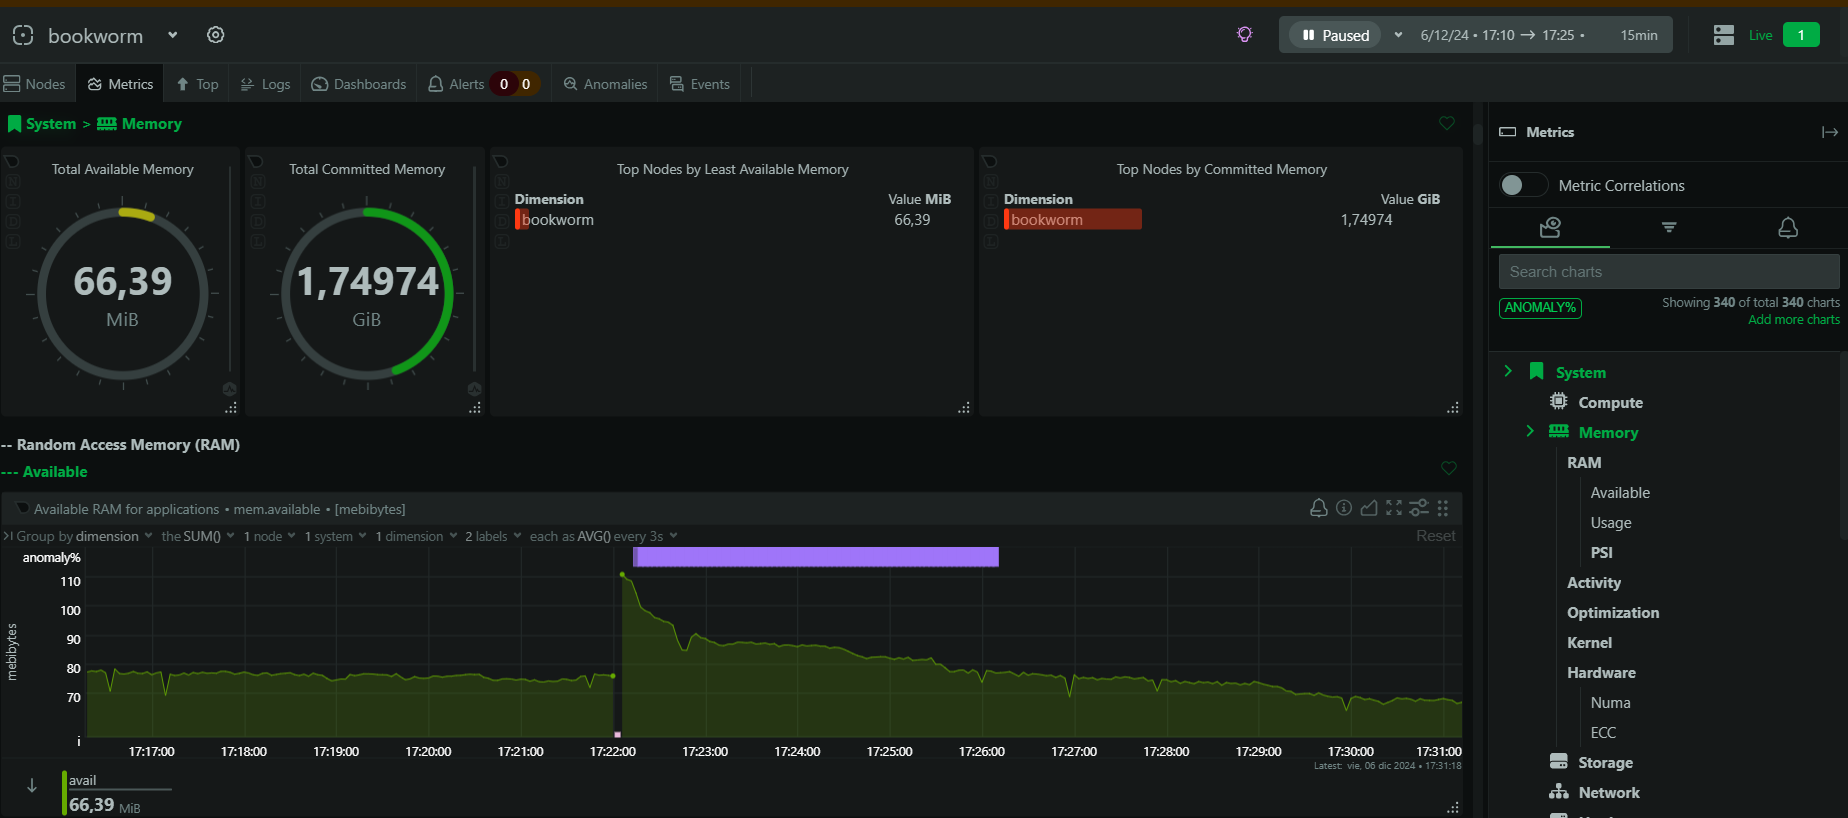 bookworm
Paused 6/12/24 • 17:10 → 17:25 • 15min
Live 1
Nodes Metrics Top Logs Dashboards Alerts 0 0 Anomalies Events
System > Memory
Total Available Memory
66,39
MiB
N
I
D
L
Total Committed Memory
1,74974
GiB
N
I
D
L
Top Nodes by Least Available Memory
Dimension Value MiB
bookworm 66,39
N
I
D
L
Top Nodes by Committed Memory
Dimension Value GiB
bookworm 1,74974
N
I
D
L
-- Random Access Memory (RAM)
--- Available
Available RAM for applications • mem.available • [mebibytes]
Group by dimension the SUM() 1 node 1 system 1 dimension 2 labels each as AVG() every 3s Reset
anomaly%
110
100
90
80
70
i
mebibytes
17:17:00 17:18:00 17:19:00 17:20:00 17:21:00 17:22:00 17:23:00 17:24:00 17:25:00 17:26:00 17:27:00 17:28:00 17:29:00 17:30:00 17:31:00
Latest: vie, 06 dic 2024 • 17:31:18
avail
66,39 MiB
Metrics
Metric Correlations
Search charts
ANOMALY% Showing 340 of total 340 charts
Add more charts
System
Compute
Memory
RAM
Available
Usage
PSI
Activity
Optimization
Kernel
Hardware
Numa
ECC
Storage
Network